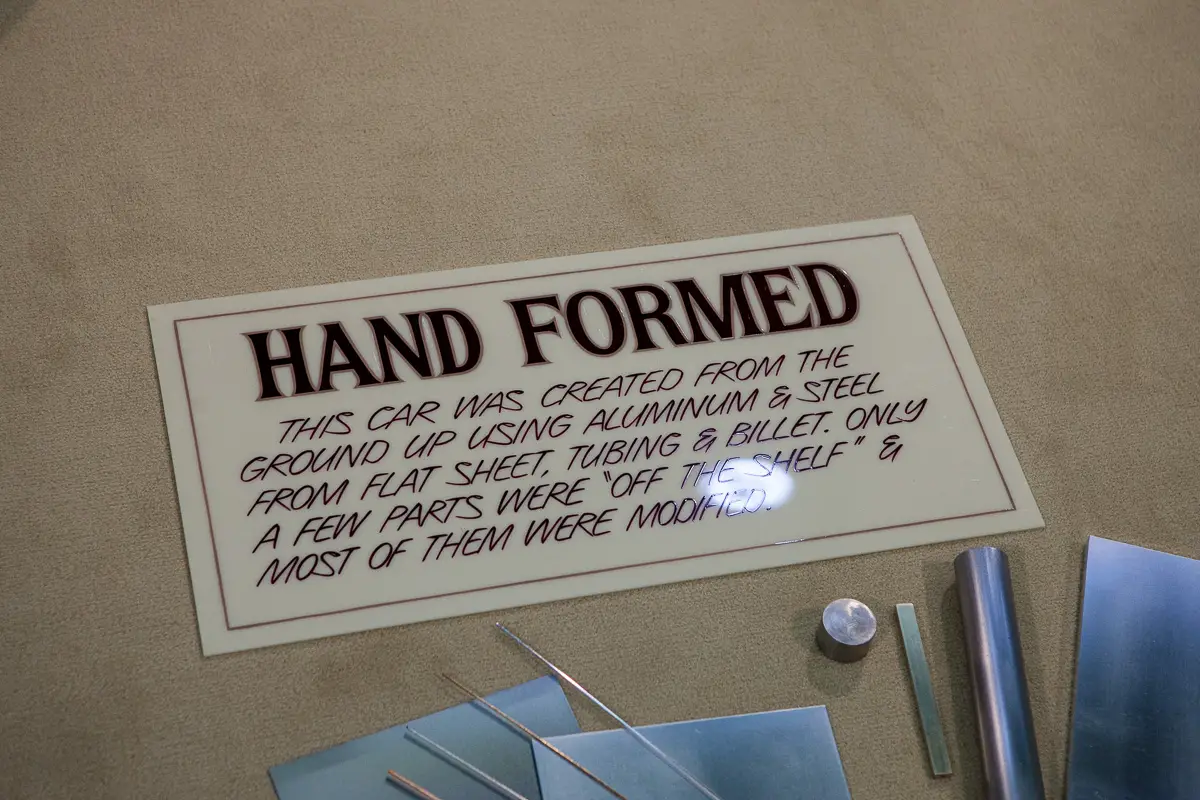 HAND FORMED
THIS CAR WAS CREATED FROM THE
GROUND UP USING ALUMINUM & STEEL
FROM FLAT SHEET, TUBING & BILLET. ONLY
A FEW PARTS WERE "OFF THE SHELF" &
MOST OF THEM WERE MODIFIED.